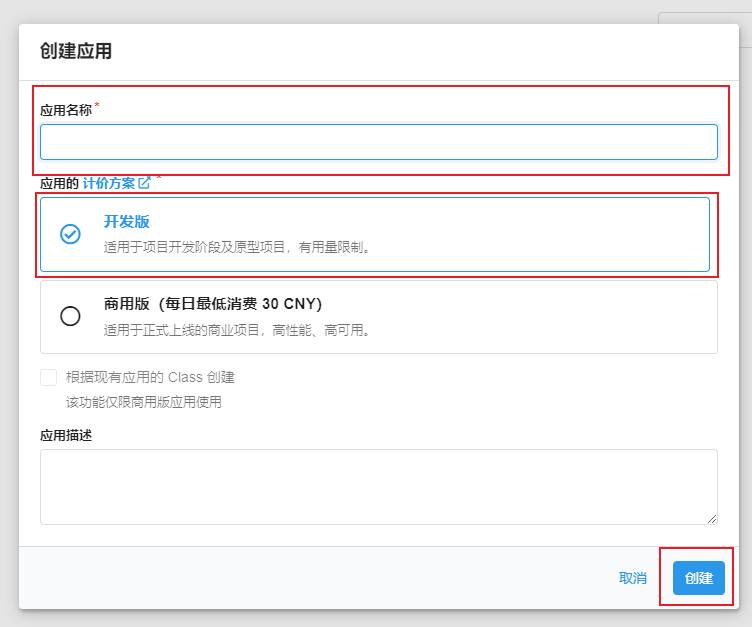 创建应用
应用名称*
应用的 计价方案 *
开发版
适用于项目开发阶段及原型项目，有用量限制。
商用版（每日最低消费 30 CNY）
适用于正式上线的商业项目，高性能、高可用。
根据现有应用的 Class 创建
该功能仅限商用版应用使用
应用描述
取消 创建